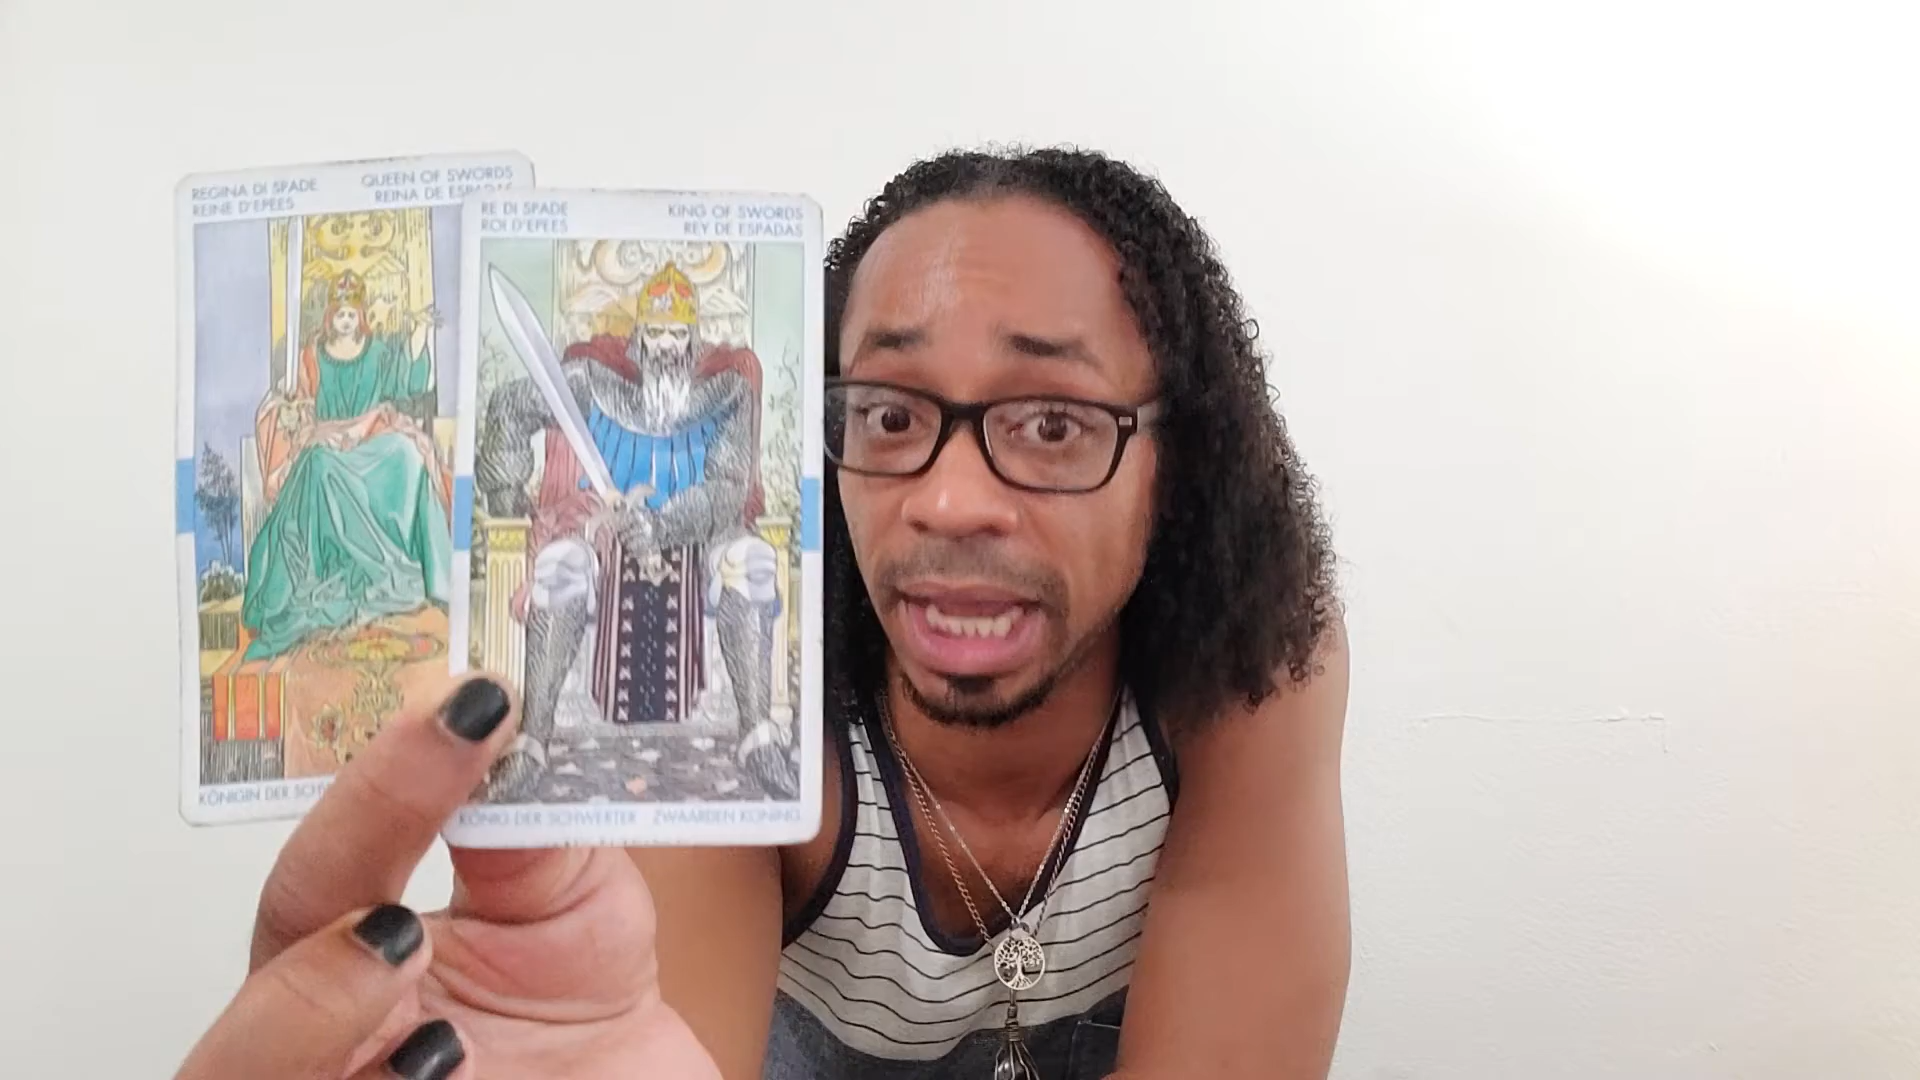 REGINA DI SPADE
REINE D'EPEES
QUEEN OF SWORDS
REINA DE ESPADAS
KÖNIGIN DER
RE DI SPADE
ROI D'EPEES
KING OF SWORDS
REY DE ESPADAS
KÖNIG DER SCHWERTER ZWAARDEN KONING